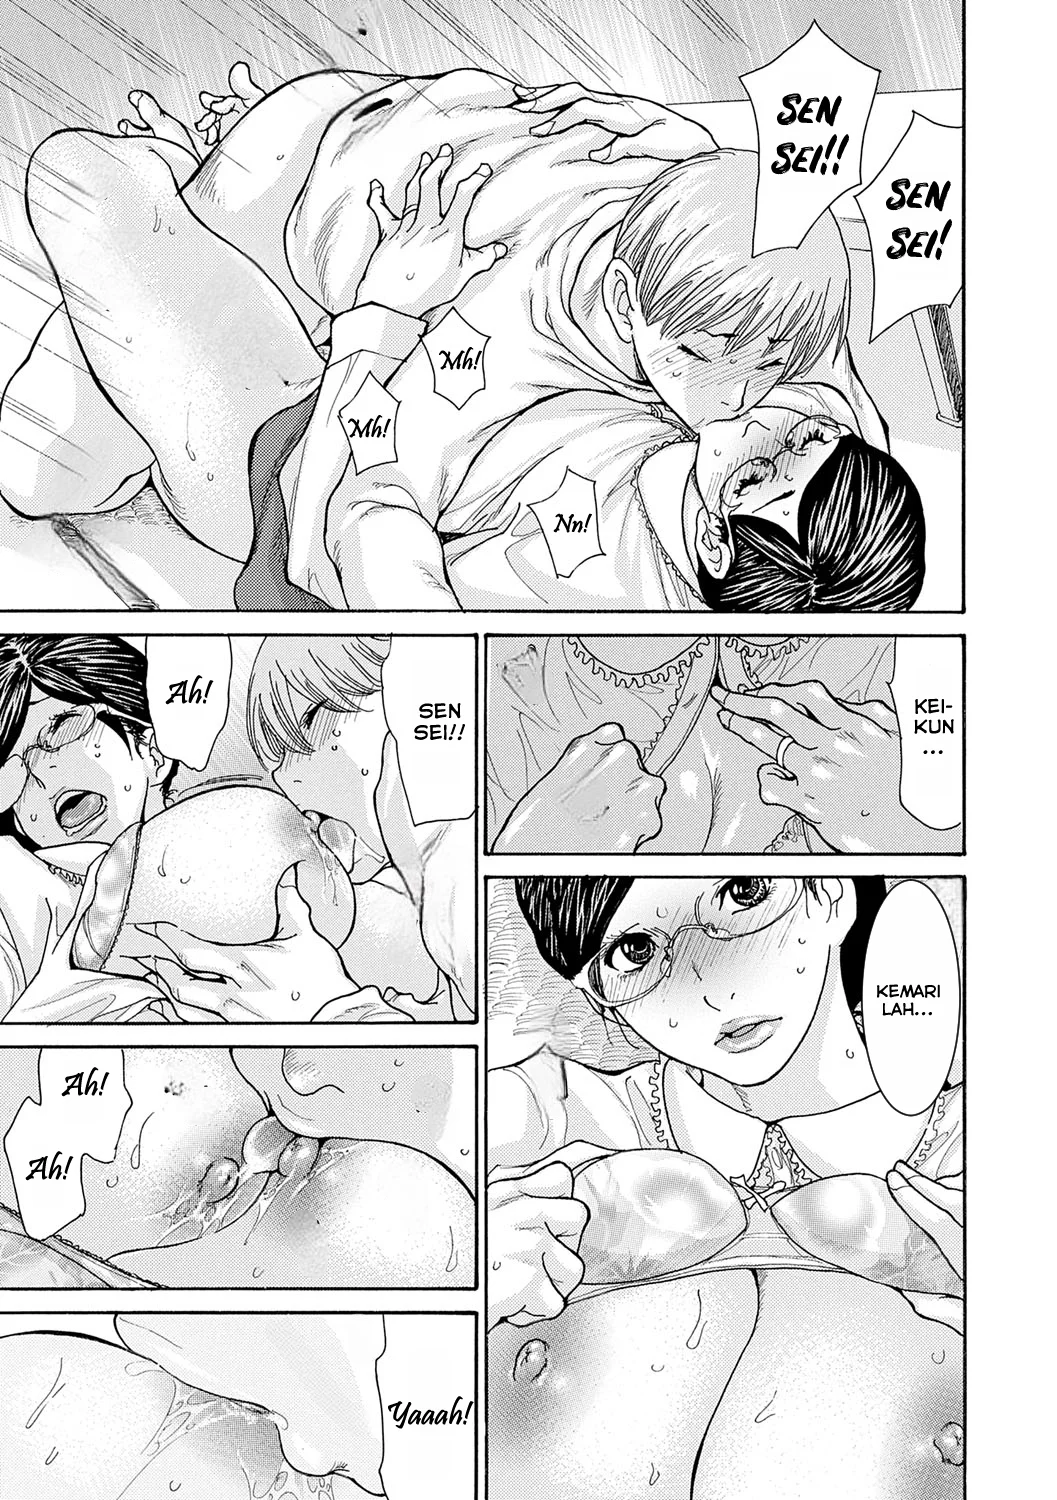 SEN
SEI!!
SEN
SEI!
Mh!
Mh!
Nn!
KEI-
KUN
...
KEMARI
LAH...
SEN
SEI!!
Ah!
Ah!
Ah!
Yaaah!